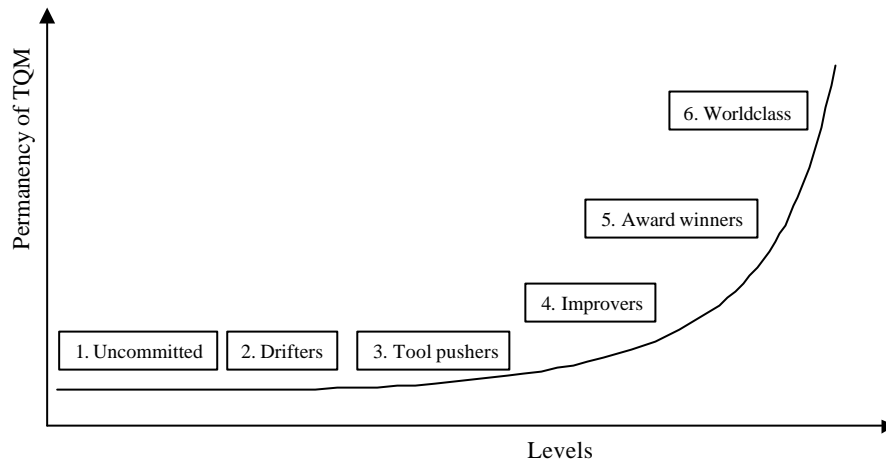 Permanency of TQM
6. Worldclass
5. Award winners
4. Improvers
1. Uncommitted
2. Drifters
3. Tool pushers
Levels